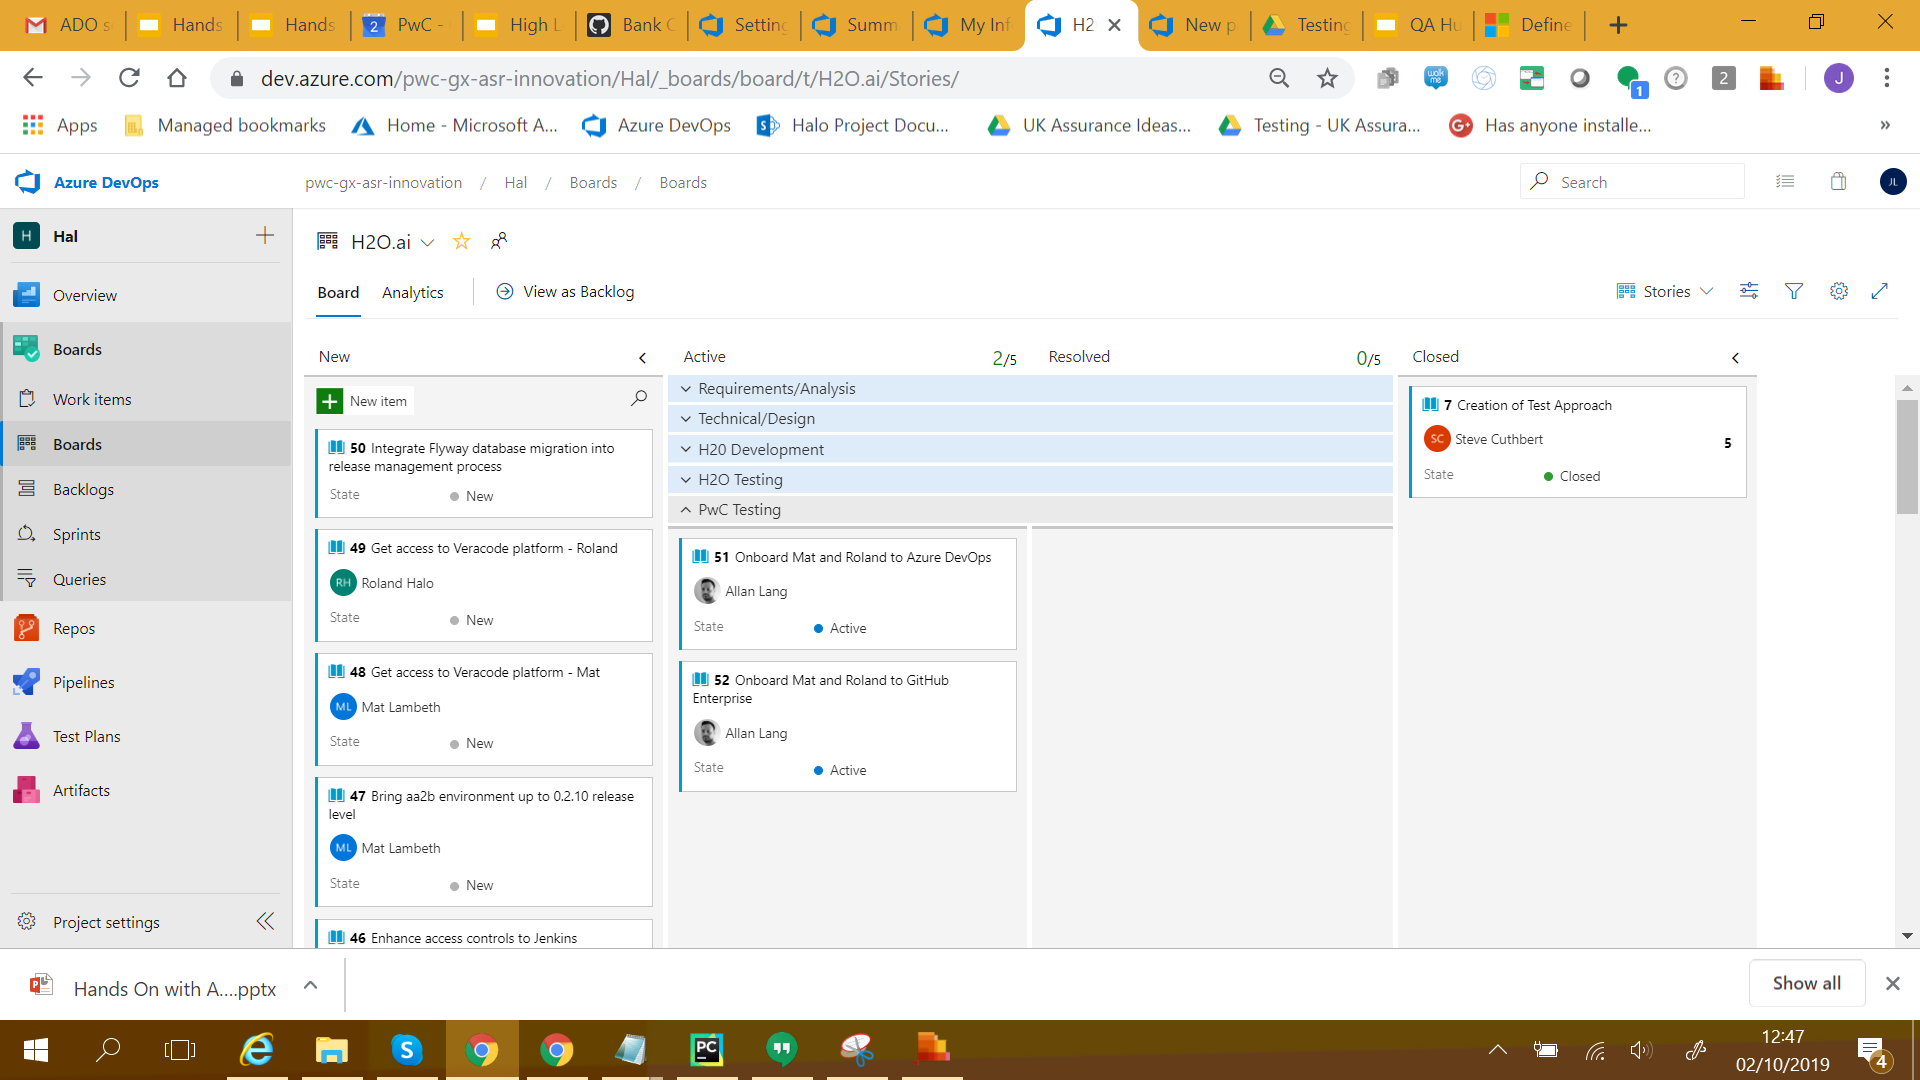 ADO s
Hands
Hands
2
PwC -
High L
Bank C
Setting
Summ
My Inf
H2
New p
Testing
QA Hu
Define
dev.azure.com/pwc-gx-asr-innovation/Hal/_boards/board/t/H2O.ai/Stories/
walk me
1
?
2
J
Apps
Managed bookmarks
Home - Microsoft A...
Azure DevOps
Halo Project Docu...
UK Assurance Ideas...
Testing - UK Assura...
G+
Has anyone installe...
»
Azure DevOps
pwc-gx-asr-innovation / Hal / Boards / Boards
Search
JL
H
Hal
Overview
Boards
Work items
Boards
Backlogs
Sprints
Queries
Repos
Pipelines
Test Plans
Artifacts
Project settings
H2O.ai
Board
Analytics
View as Backlog
Stories
New
Active
2/5
Resolved
0/5
Closed
New item
50 Integrate Flyway database migration into
release management process
State
New
49 Get access to Veracode platform - Roland
RH
Roland Halo
State
New
48 Get access to Veracode platform - Mat
ML
Mat Lambeth
State
New
47 Bring aa2b environment up to 0.2.10 release
level
ML
Mat Lambeth
State
New
46 Enhance access controls to Jenkins
Requirements/Analysis
Technical/Design
H20 Development
H2O Testing
PwC Testing
51 Onboard Mat and Roland to Azure DevOps
Allan Lang
State
Active
52 Onboard Mat and Roland to GitHub
Enterprise
Allan Lang
State
Active
7 Creation of Test Approach
SC
Steve Cuthbert
5
State
Closed
Hands On with A....pptx
Show all
PC
12:47
02/10/2019
4